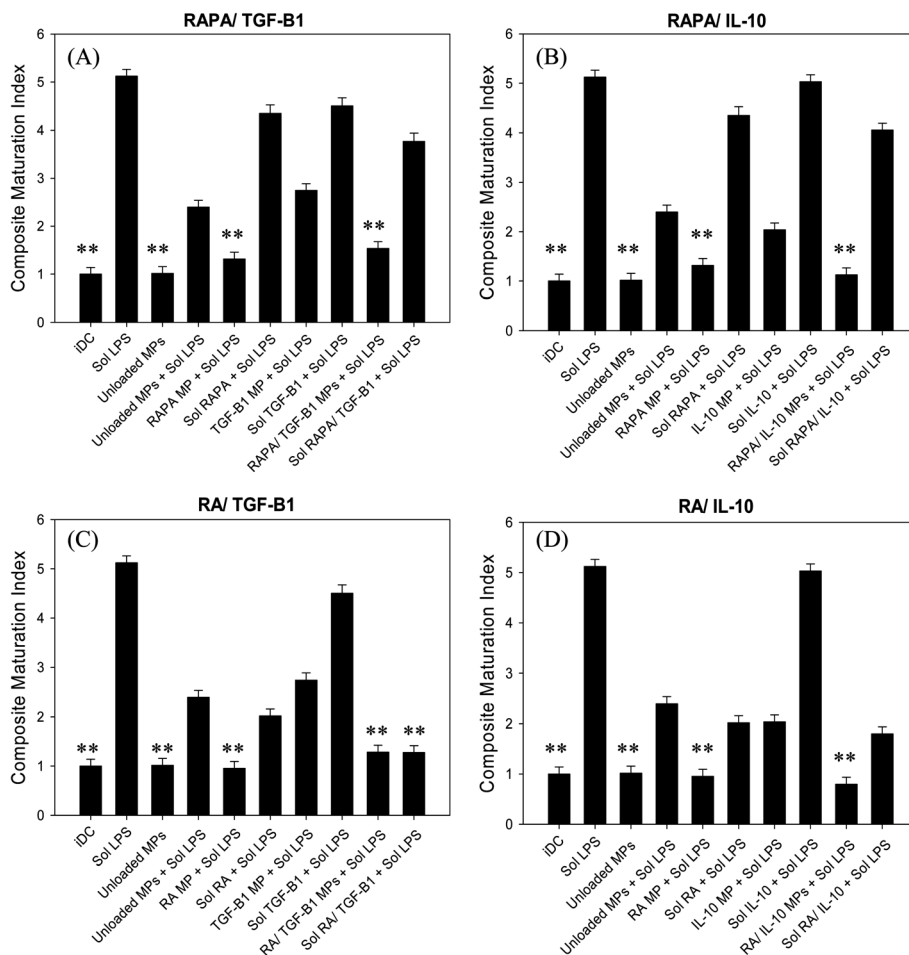 RAPA/ TGF-B1
(A)
Composite Maturation Index
6
5
4
3
2
1
0
**
**
**
**
iDC
Sol LPS
Unloaded MPs
Unloaded MPs + Sol LPS
RAPA MP + Sol LPS
Sol RAPA + Sol LPS
TGF-B1 MP + Sol LPS
Sol TGF-B1 + Sol LPS
RAPA/ TGF-B1 MPs + Sol LPS
Sol RAPA/ TGF-B1 + Sol LPS
RAPA/ IL-10
(B)
Composite Maturation Index
6
5
4
3
2
1
0
**
**
**
**
iDC
Sol LPS
Unloaded MPs
Unloaded MPs + Sol LPS
RAPA MP + Sol LPS
Sol RAPA + Sol LPS
IL-10 MP + Sol LPS
Sol IL-10 + Sol LPS
RAPA/ IL-10 MPs + Sol LPS
Sol RAPA/ IL-10 + Sol LPS
RA/ TGF-B1
(C)
Composite Maturation Index
6
5
4
3
2
1
0
**
**
**
**
**
iDC
Sol LPS
Unloaded MPs
Unloaded MPs + Sol LPS
RA MP + Sol LPS
Sol RA + Sol LPS
TGF-B1 MP + Sol LPS
Sol TGF-B1 + Sol LPS
RA/ TGF-B1 MPs + Sol LPS
Sol RA/ TGF-B1 + Sol LPS
RA/ IL-10
(D)
Composite Maturation Index
6
5
4
3
2
1
0
**
**
**
**
iDC
Sol LPS
Unloaded MPs
Unloaded MPs + Sol LPS
RA MP + Sol LPS
Sol RA + Sol LPS
IL-10 MP + Sol LPS
Sol IL-10 + Sol LPS
RA/ IL-10 MPs + Sol LPS
Sol RA/ IL-10 + Sol LPS